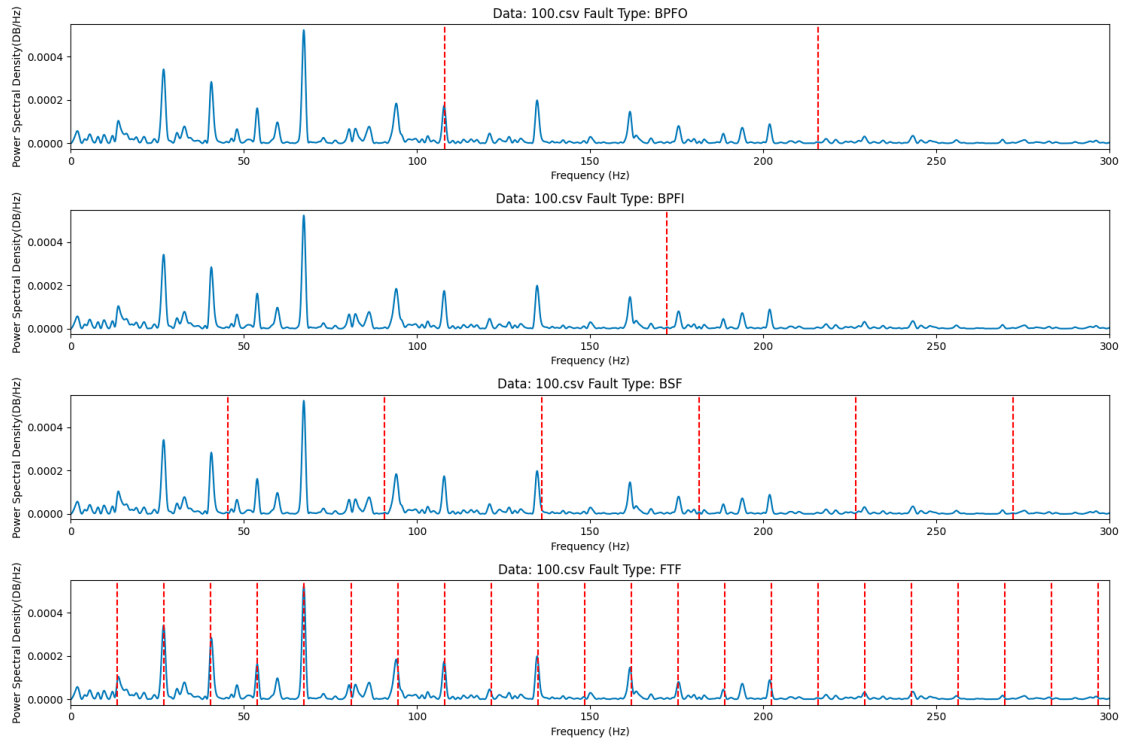 Data: 100.csv Fault Type: BPFO
Power Spectral Density(DB/Hz)
0.0004
0.0002
0.0000
0 50 100 150 200 250 300
Frequency (Hz)
Data: 100.csv Fault Type: BPFI
Power Spectral Density(DB/Hz)
0.0004
0.0002
0.0000
0 50 100 150 200 250 300
Frequency (Hz)
Data: 100.csv Fault Type: BSF
Power Spectral Density(DB/Hz)
0.0004
0.0002
0.0000
0 50 100 150 200 250 300
Frequency (Hz)
Data: 100.csv Fault Type: FTF
Power Spectral Density(DB/Hz)
0.0004
0.0002
0.0000
0 50 100 150 200 250 300
Frequency (Hz)